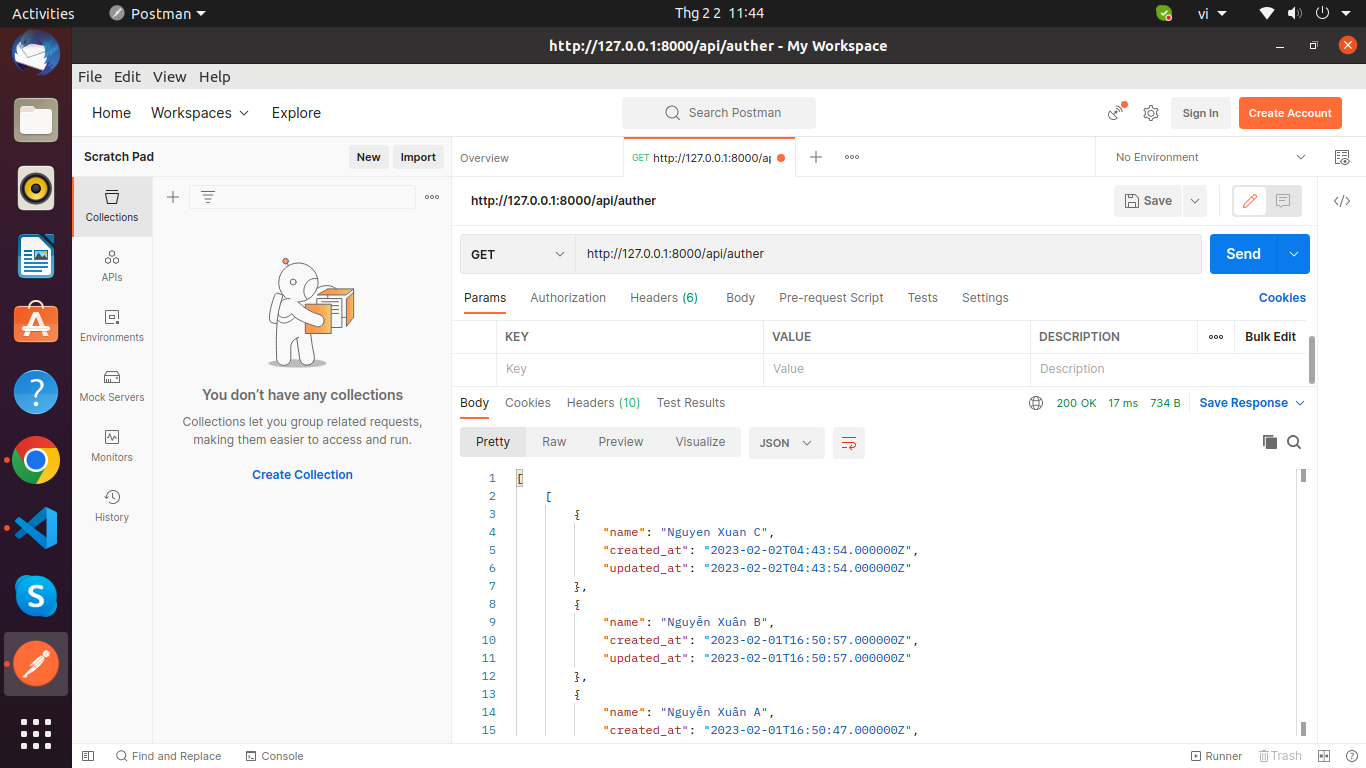 Activities Postman Thg 2 2 11:44 vi
http://127.0.0.1:8000/api/auther - My Workspace
File Edit View Help
Home Workspaces Explore Search Postman Sign In Create Account
Scratch Pad New Import Overview GET http://127.0.0.1:8000/ap No Environment
Collections
APIs
Environments
Mock Servers
Monitors
History
You don't have any collections
Collections let you group related requests,
making them easier to access and run.
Create Collection
http://127.0.0.1:8000/api/auther Save
GET http://127.0.0.1:8000/api/auther Send
Params Authorization Headers (6) Body Pre-request Script Tests Settings Cookies
KEY VALUE DESCRIPTION Bulk Edit
Key Value Description
Body Cookies Headers (10) Test Results 200 OK 17 ms 734 B Save Response
Pretty Raw Preview Visualize JSON
1 [
2 [
3 {
4 "name": "Nguyen Xuan C",
5 "created_at": "2023-02-02T04:43:54.000000Z",
6 "updated_at": "2023-02-02T04:43:54.000000Z"
7 },
8 {
9 "name": "Nguyễn Xuân B",
10 "created_at": "2023-02-01T16:50:57.000000Z",
11 "updated_at": "2023-02-01T16:50:57.000000Z"
12 },
13 {
14 "name": "Nguyễn Xuân A",
15 "created_at": "2023-02-01T16:50:47.000000Z",
Find and Replace Console Runner Trash